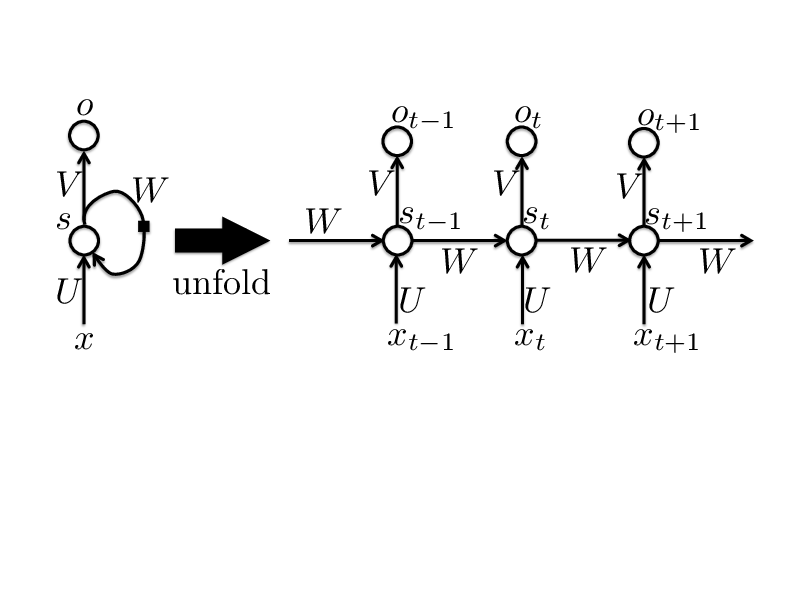 o
o_{t-1} o_t o_{t+1}
V W V V V
s W s_{t-1} s_t s_{t+1}
W W W
U unfold U U U
x x_{t-1} x_t x_{t+1}